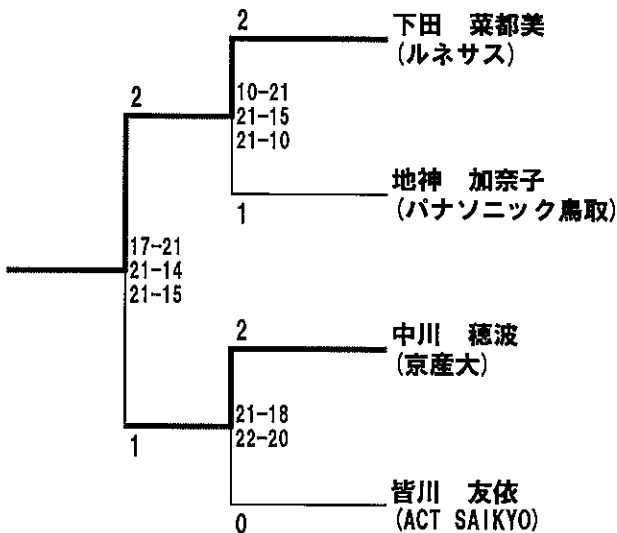 2
下田　菜都美
(ルネサス)
2
10-21
21-15
21-10
地神　加奈子
(パナソニック鳥取)
1
17-21
21-14
21-15
2
中川　穂波
(京産大)
21-18
22-20
1
皆川　友依
(ACT SAIKYO)
0